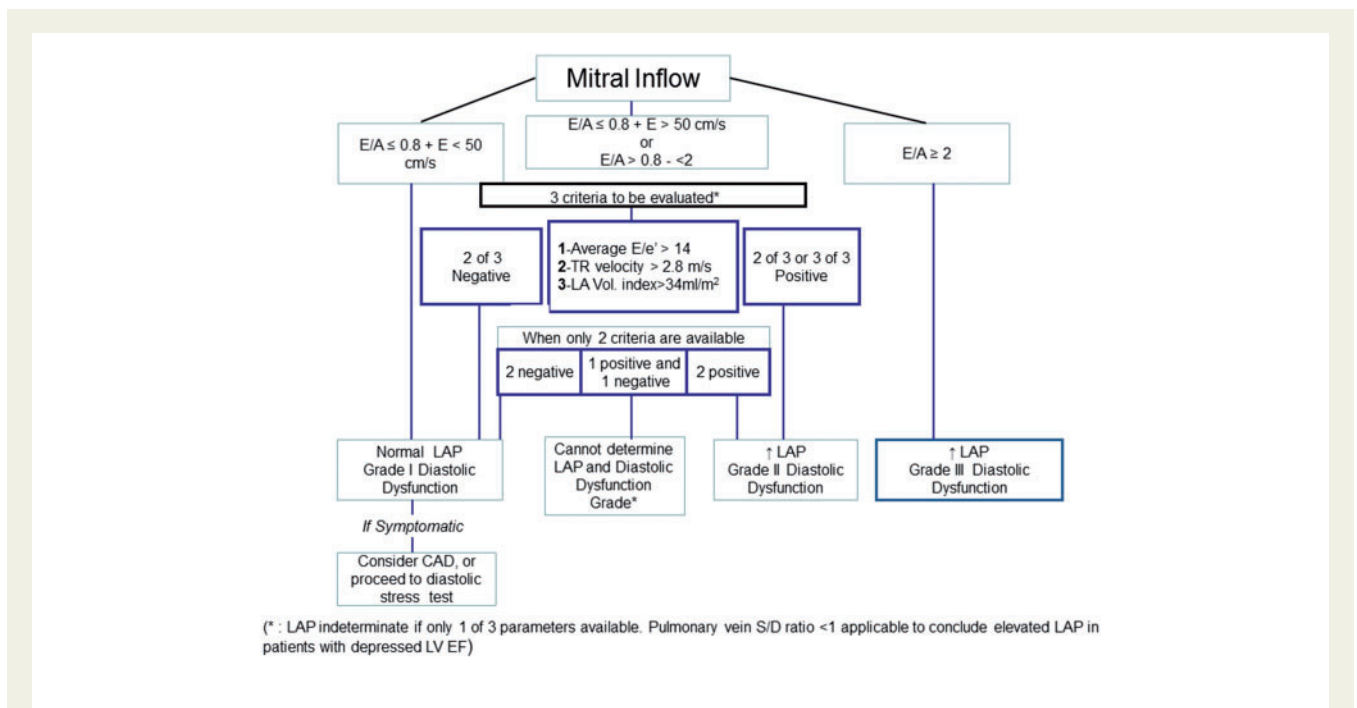 Mitral Inflow
E/A ≤ 0.8 + E < 50
cm/s
E/A ≤ 0.8 + E > 50 cm/s
or
E/A > 0.8 - <2
E/A ≥ 2
3 criteria to be evaluated*
2 of 3
Negative
1-Average E/e' > 14
2-TR velocity > 2.8 m/s
3-LA Vol. index>34ml/m²
2 of 3 or 3 of 3
Positive
When only 2 criteria are available
2 negative
1 positive and
1 negative
2 positive
Normal LAP
Grade I Diastolic
Dysfunction
Cannot determine
LAP and Diastolic
Dysfunction
Grade*
↑ LAP
Grade II Diastolic
Dysfunction
↑ LAP
Grade III Diastolic
Dysfunction
If Symptomatic
Consider CAD, or
proceed to diastolic
stress test
(* : LAP indeterminate if only 1 of 3 parameters available. Pulmonary vein S/D ratio <1 applicable to conclude elevated LAP in
patients with depressed LV EF)